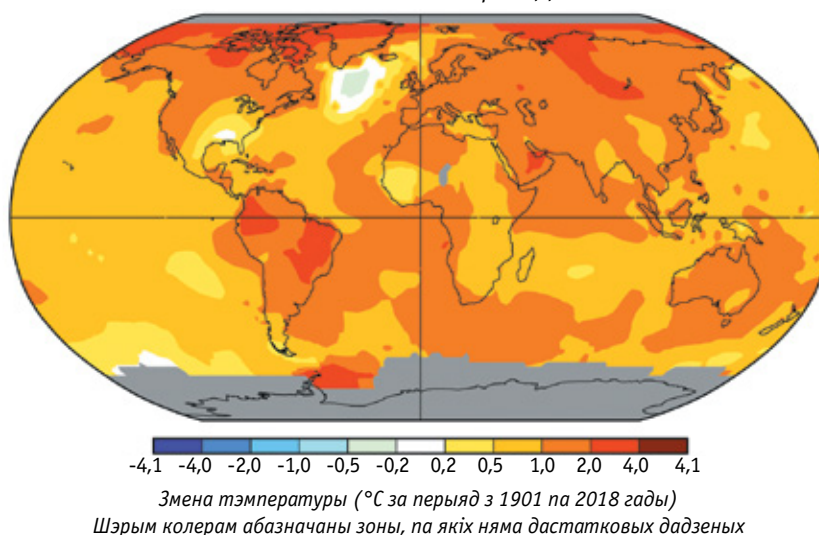 -4,1 -4,0 -2,0 -1,0 -0,5 -0,2 0,2 0,5 1,0 2,0 4,0 4,1
Змена тэмпературы (°C за перыяд з 1901 па 2018 гады)
Шэрым колерам абазначаны зоны, па якіх няма дастатковых дадзеных